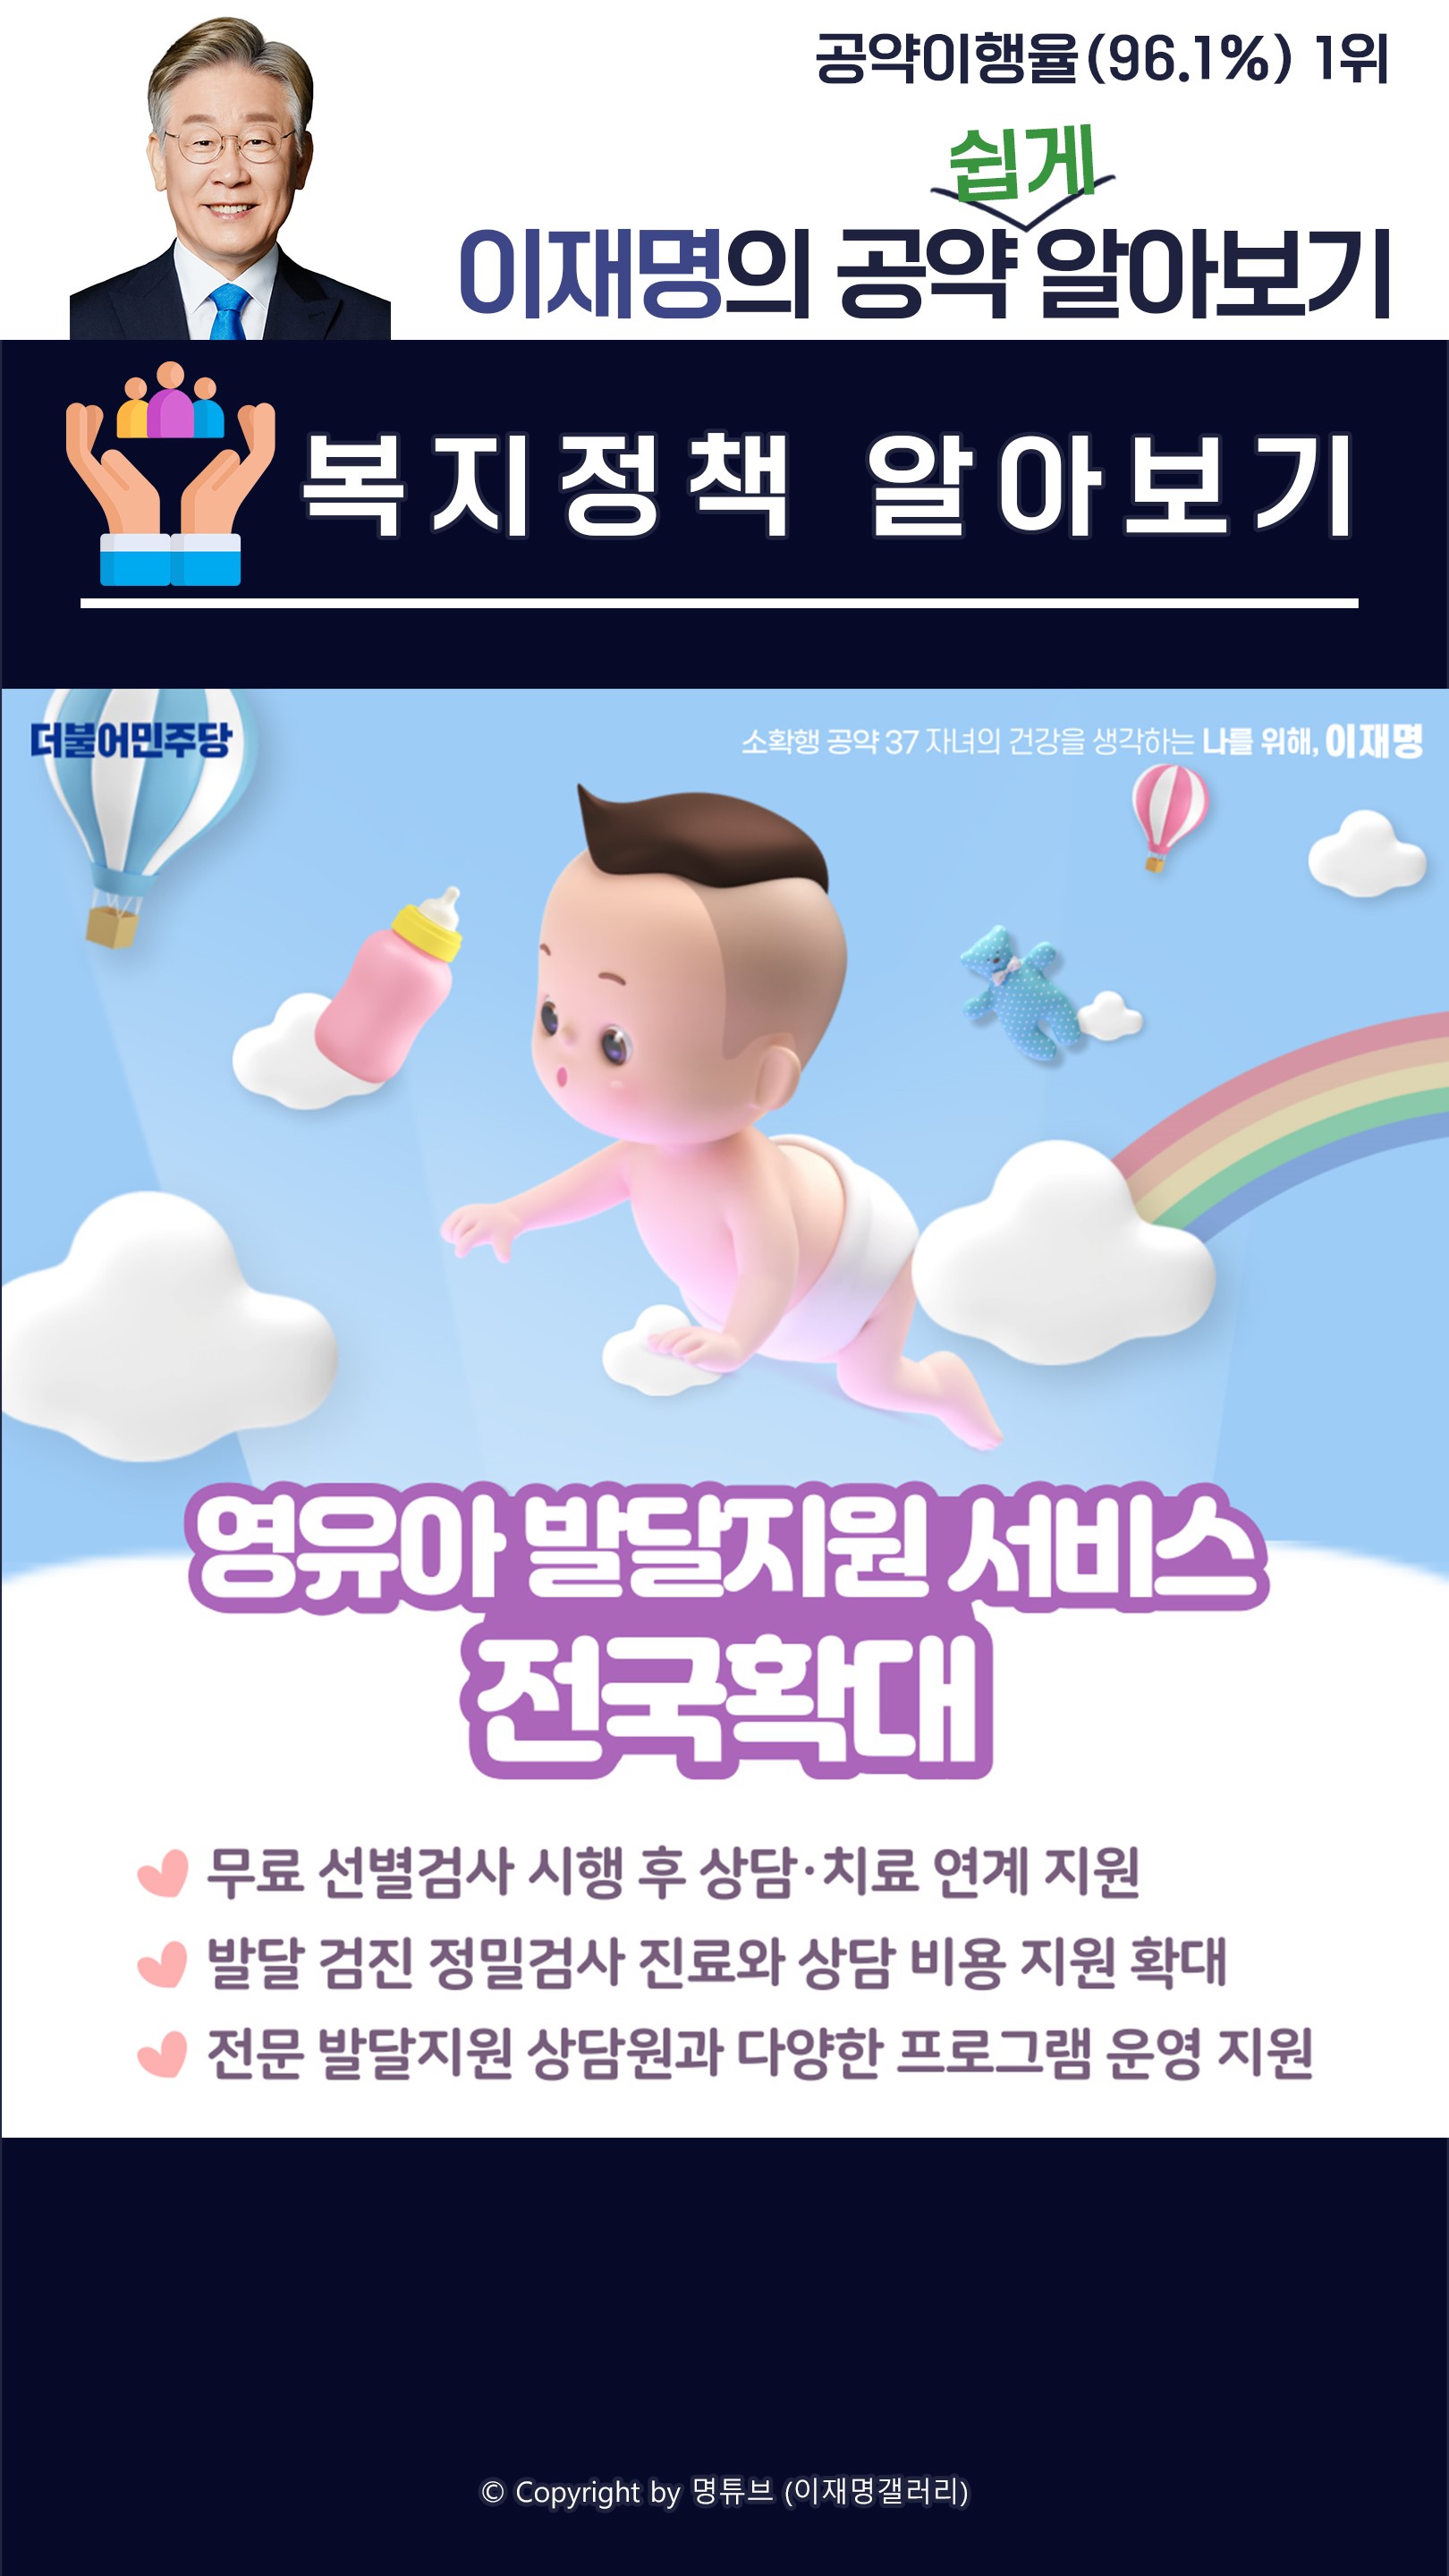 공약이행율(96.1%) 1위
쉽게
이재명의 공약 알아보기
복지정책 알아보기
더불어민주당
소확행 공약 37 자녀의 건강을 생각하는 나를 위해, 이재명
영유아 발달지원 서비스
전국확대
무료 선별검사 시행 후 상담·치료 연계 지원
발달 검진 정밀검사 진료와 상담 비용 지원 확대
전문 발달지원 상담원과 다양한 프로그램 운영 지원
© Copyright by 명튜브 (이재명갤러리)